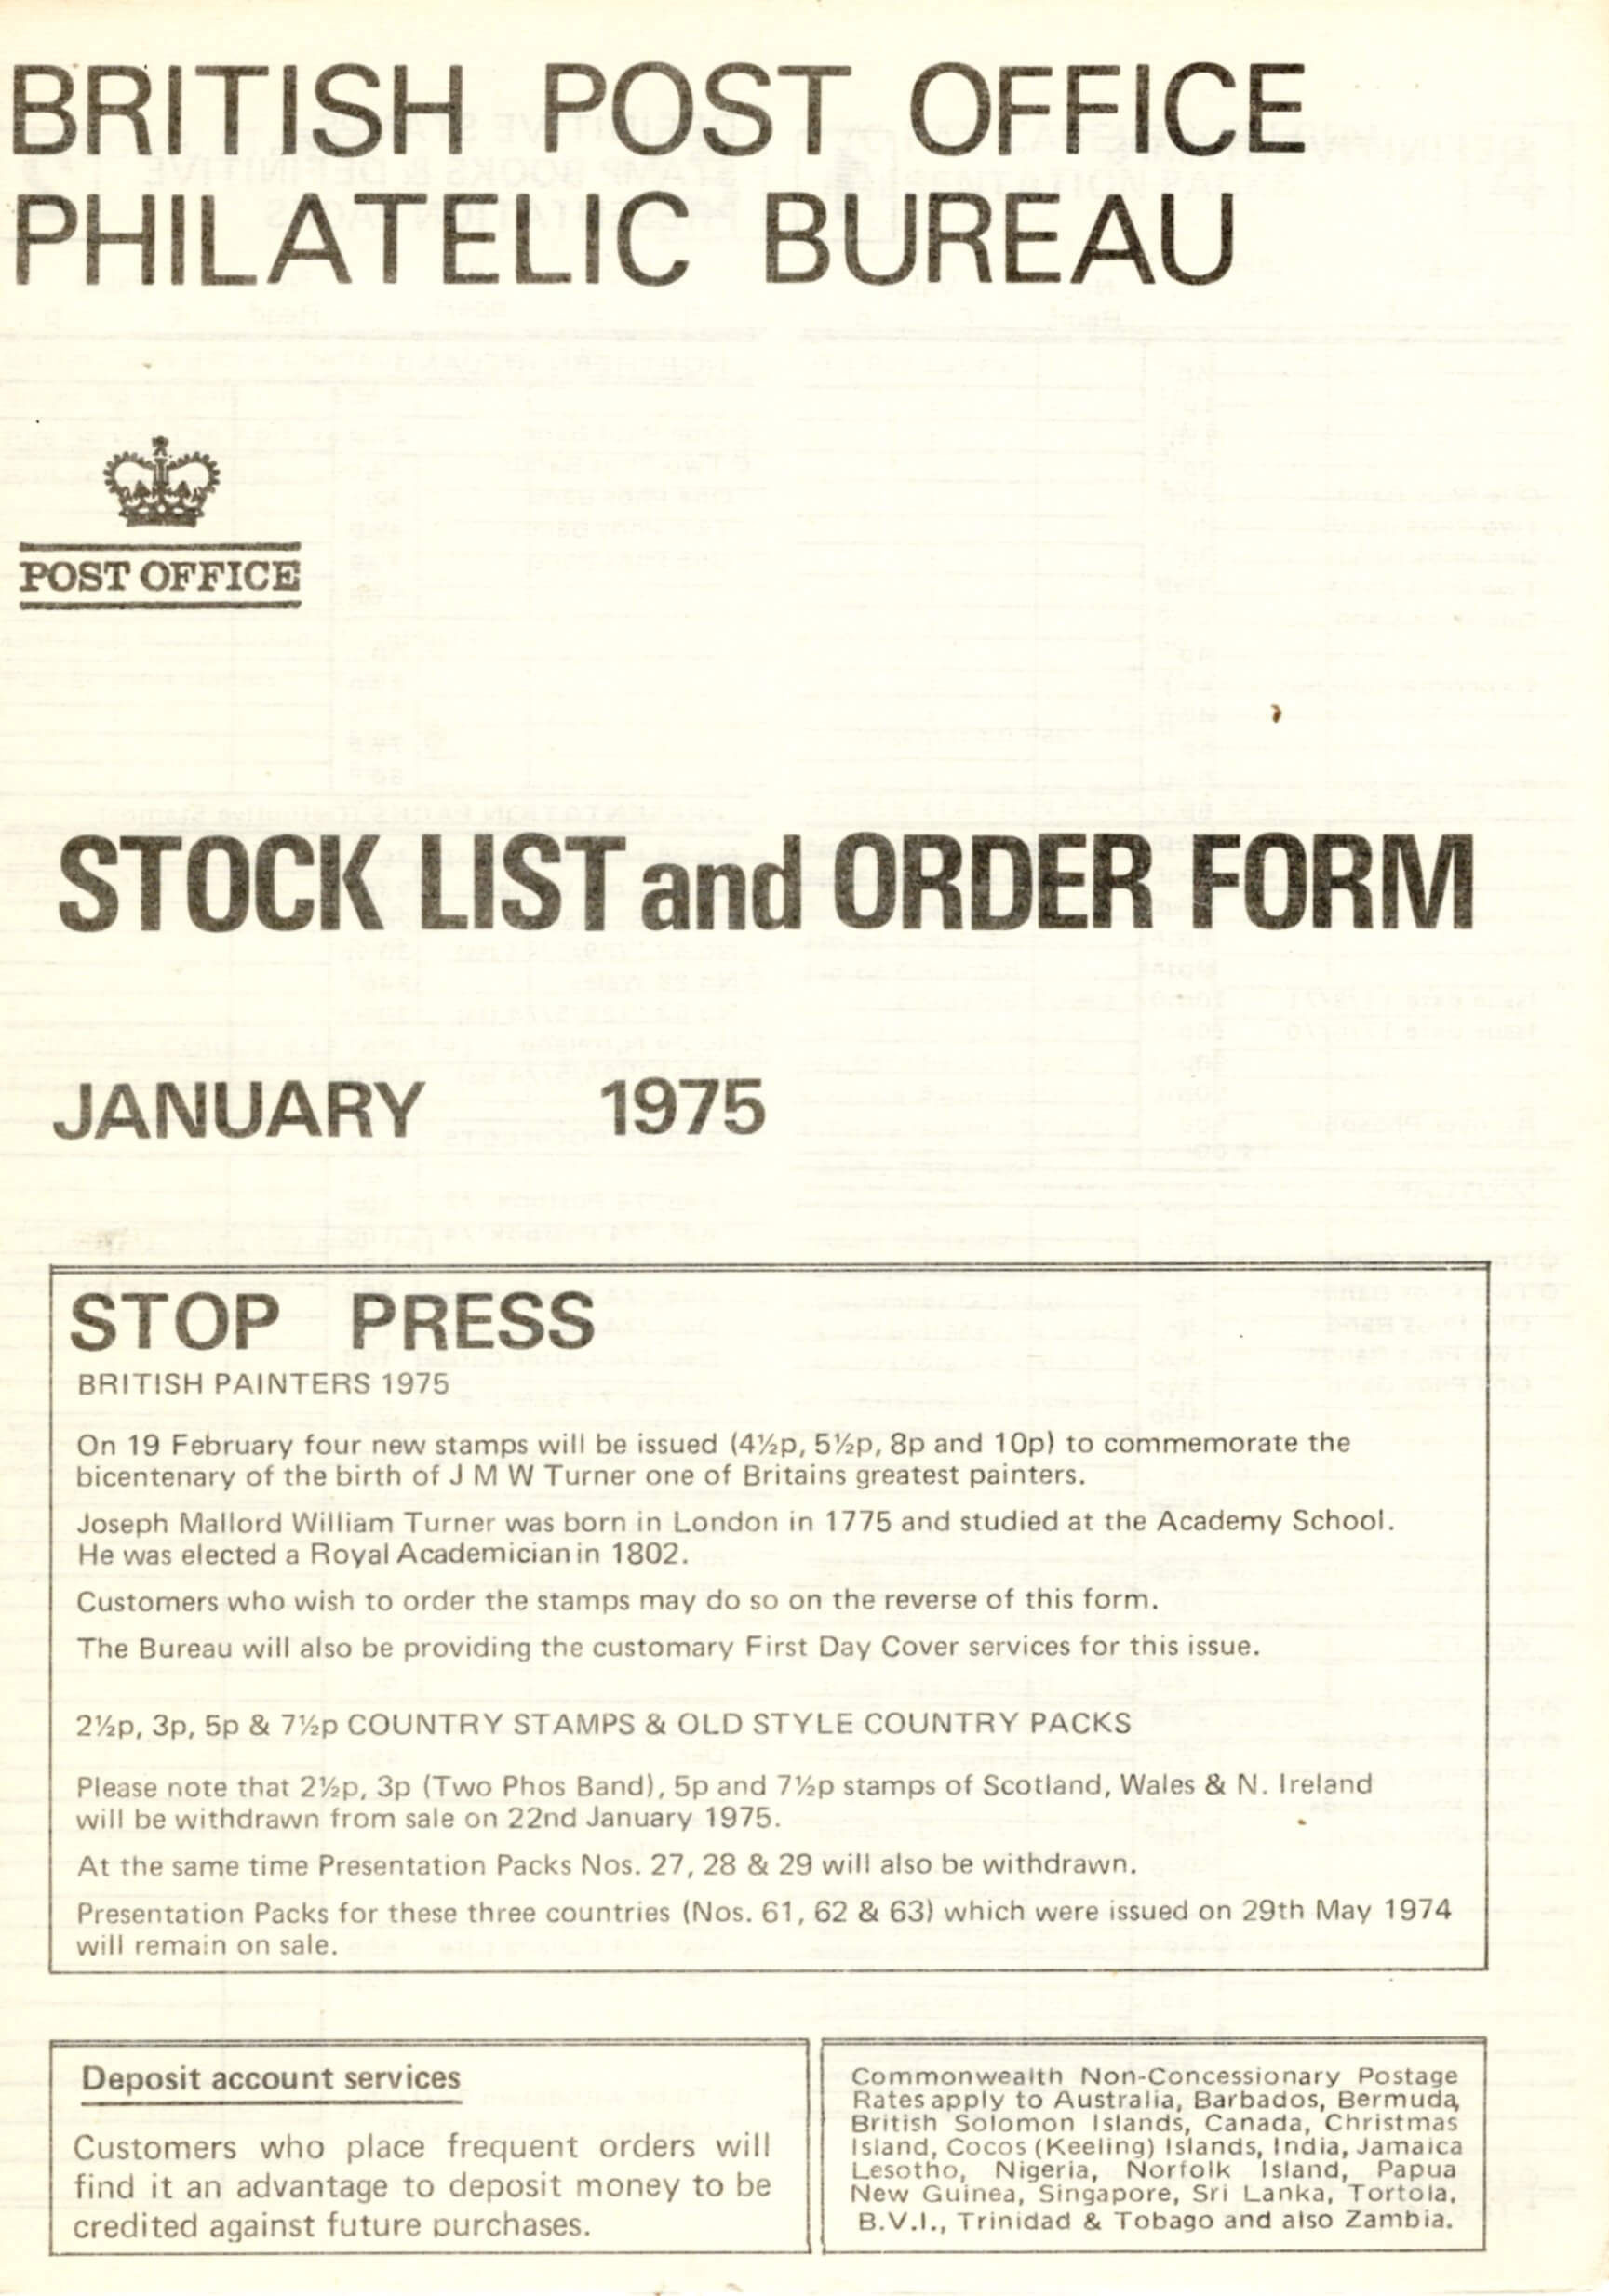 BRITISH POST OFFICE
PHILATELIC BUREAU
POST OFFICE
STOCK LIST and ORDER FORM
JANUARY 1975
STOP PRESS
BRITISH PAINTERS 1975
On 19 February four new stamps will be issued (4½p, 5½p, 8p and 10p) to commemorate the
bicentenary of the birth of J M W Turner one of Britains greatest painters.
Joseph Mallord William Turner was born in London in 1775 and studied at the Academy School.
He was elected a Royal Academician in 1802.
Customers who wish to order the stamps may do so on the reverse of this form.
The Bureau will also be providing the customary First Day Cover services for this issue.
2½p, 3p, 5p & 7½p COUNTRY STAMPS & OLD STYLE COUNTRY PACKS
Please note that 2½p, 3p (Two Phos Band), 5p and 7½p stamps of Scotland, Wales & N. Ireland
will be withdrawn from sale on 22nd January 1975.
At the same time Presentation Packs Nos. 27, 28 & 29 will also be withdrawn.
Presentation Packs for these three countries (Nos. 61, 62 & 63) which were issued on 29th May 1974
will remain on sale.
Deposit account services
Customers who place frequent orders will
find it an advantage to deposit money to be
credited against future purchases.
Commonwealth Non-Concessionary Postage
Rates apply to Australia, Barbados, Bermuda,
British Solomon Islands, Canada, Christmas
Island, Cocos (Keeling) Islands, India, Jamaica
Lesotho, Nigeria, Norfolk Island, Papua
New Guinea, Singapore, Sri Lanka, Tortola,
B.V.I., Trinidad & Tobago and also Zambia.